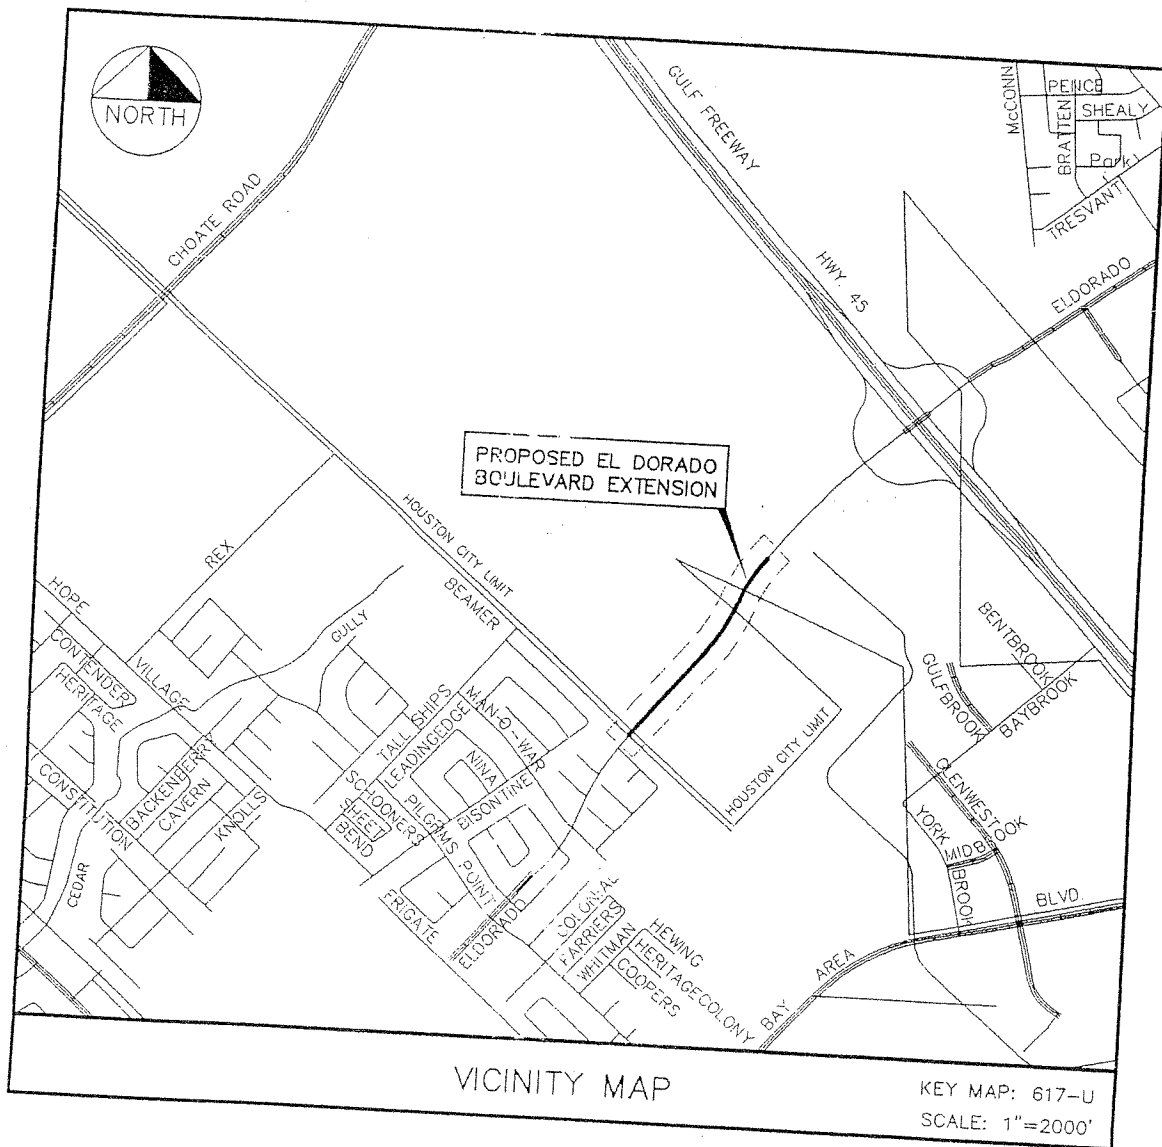 NORTH
CHOATE ROAD
GULF FREEWAY
HWY. 45
McCONN
PENCE
SHEALY
BRATTEN
Park
TRESVANT
ELDORADO
PROPOSED EL DORADO
BOULEVARD EXTENSION
HOUSTON CITY LIMIT
BEAMER
REX
GULLY
HOPE
VILLAGE
CONTENDER
HERITAGE
CONSTITUTION
BACKENBERRY
CAVERN
KNOLLS
CEDAR
TALL SHIPS
LEADINGEDGE
MAN-O-WAR
NINA
BISONTINE
SCHOONERS
PILGRIMS POINT
SHEET
BEND
FRIGATE
ELDORADO
COLONIAL
FARRIERS
WHITMAN
HEWING
HERITAGECOLONY
COOPERS
HOUSTON CITY LIMIT
BENTBROOK
GULFBROOK
BAYBROOK
GLENWEST
YORK
BROOK
MIDBROOK
BAY
AREA
BLVD.
VICINITY MAP
KEY MAP: 617-U
SCALE: 1"=2000'